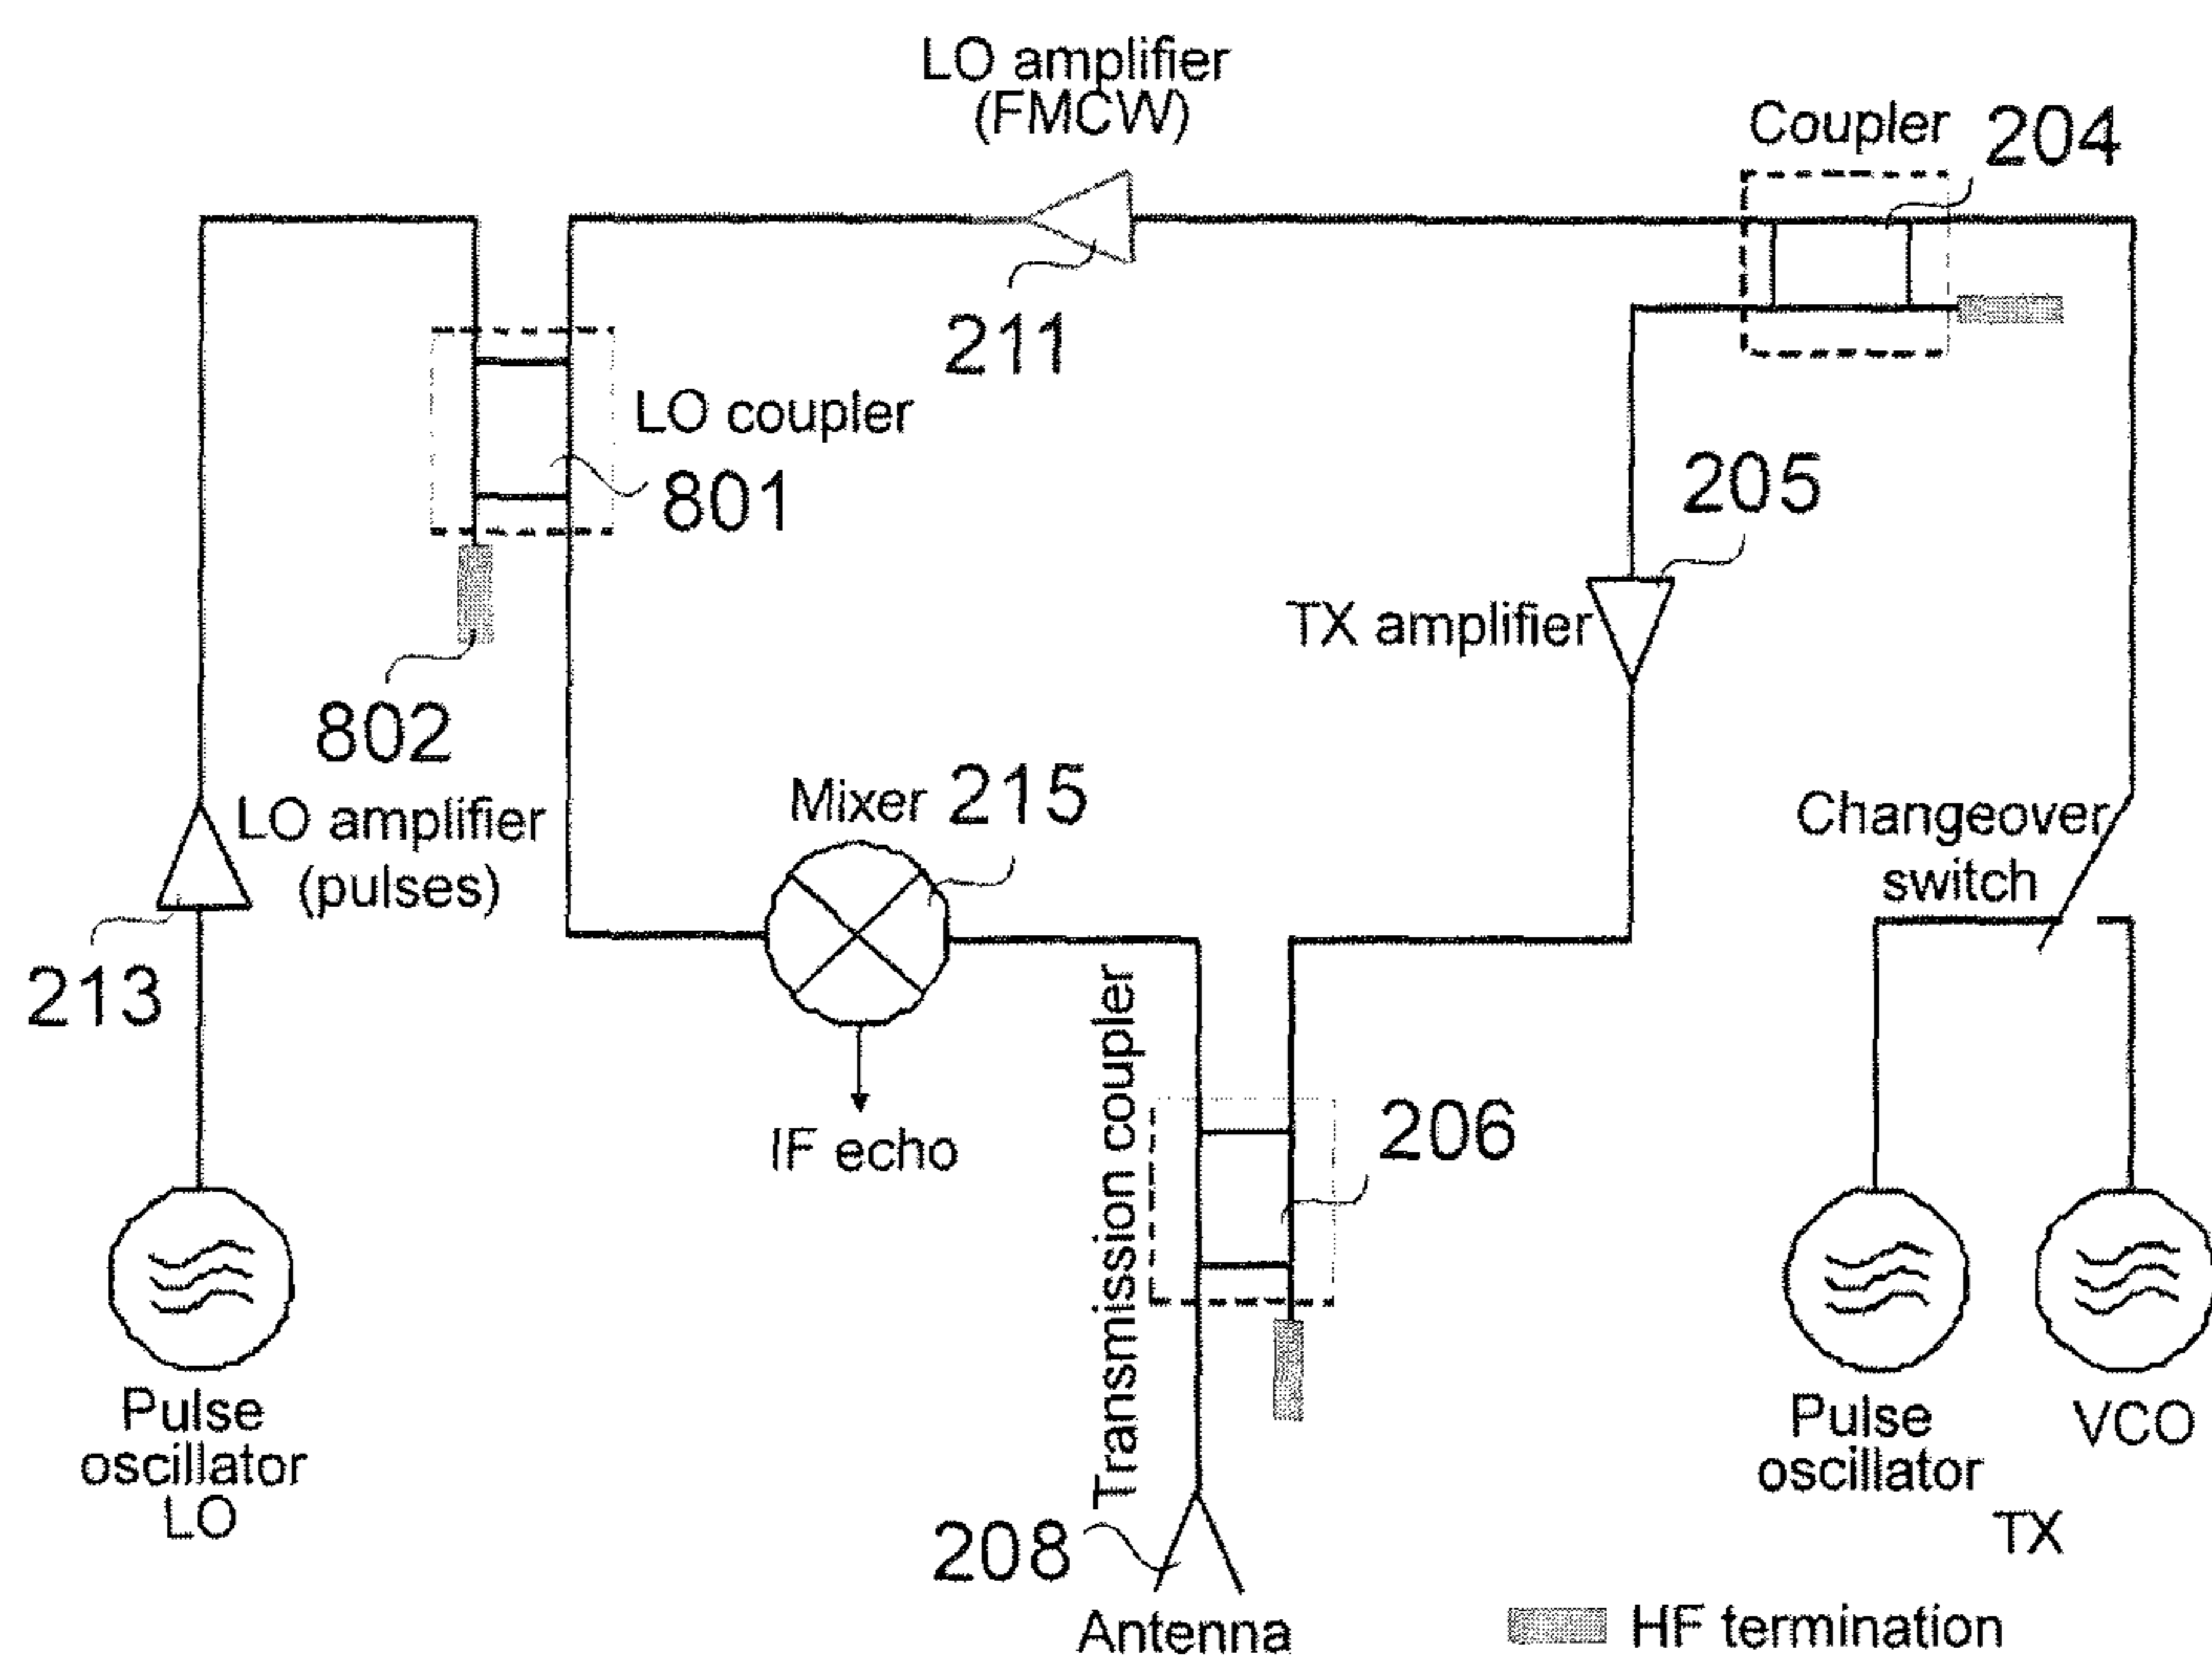 LO amplifier
(FMCW)
Coupler 204
211
LO coupler
801
205
TX amplifier
802
Mixer 215
LO amplifier
(pulses)
Changeover
switch
213
Transmission coupler
206
IF echo
Pulse
oscillator
LO
Pulse
oscillator
VCO
TX
208
Antenna
HF termination